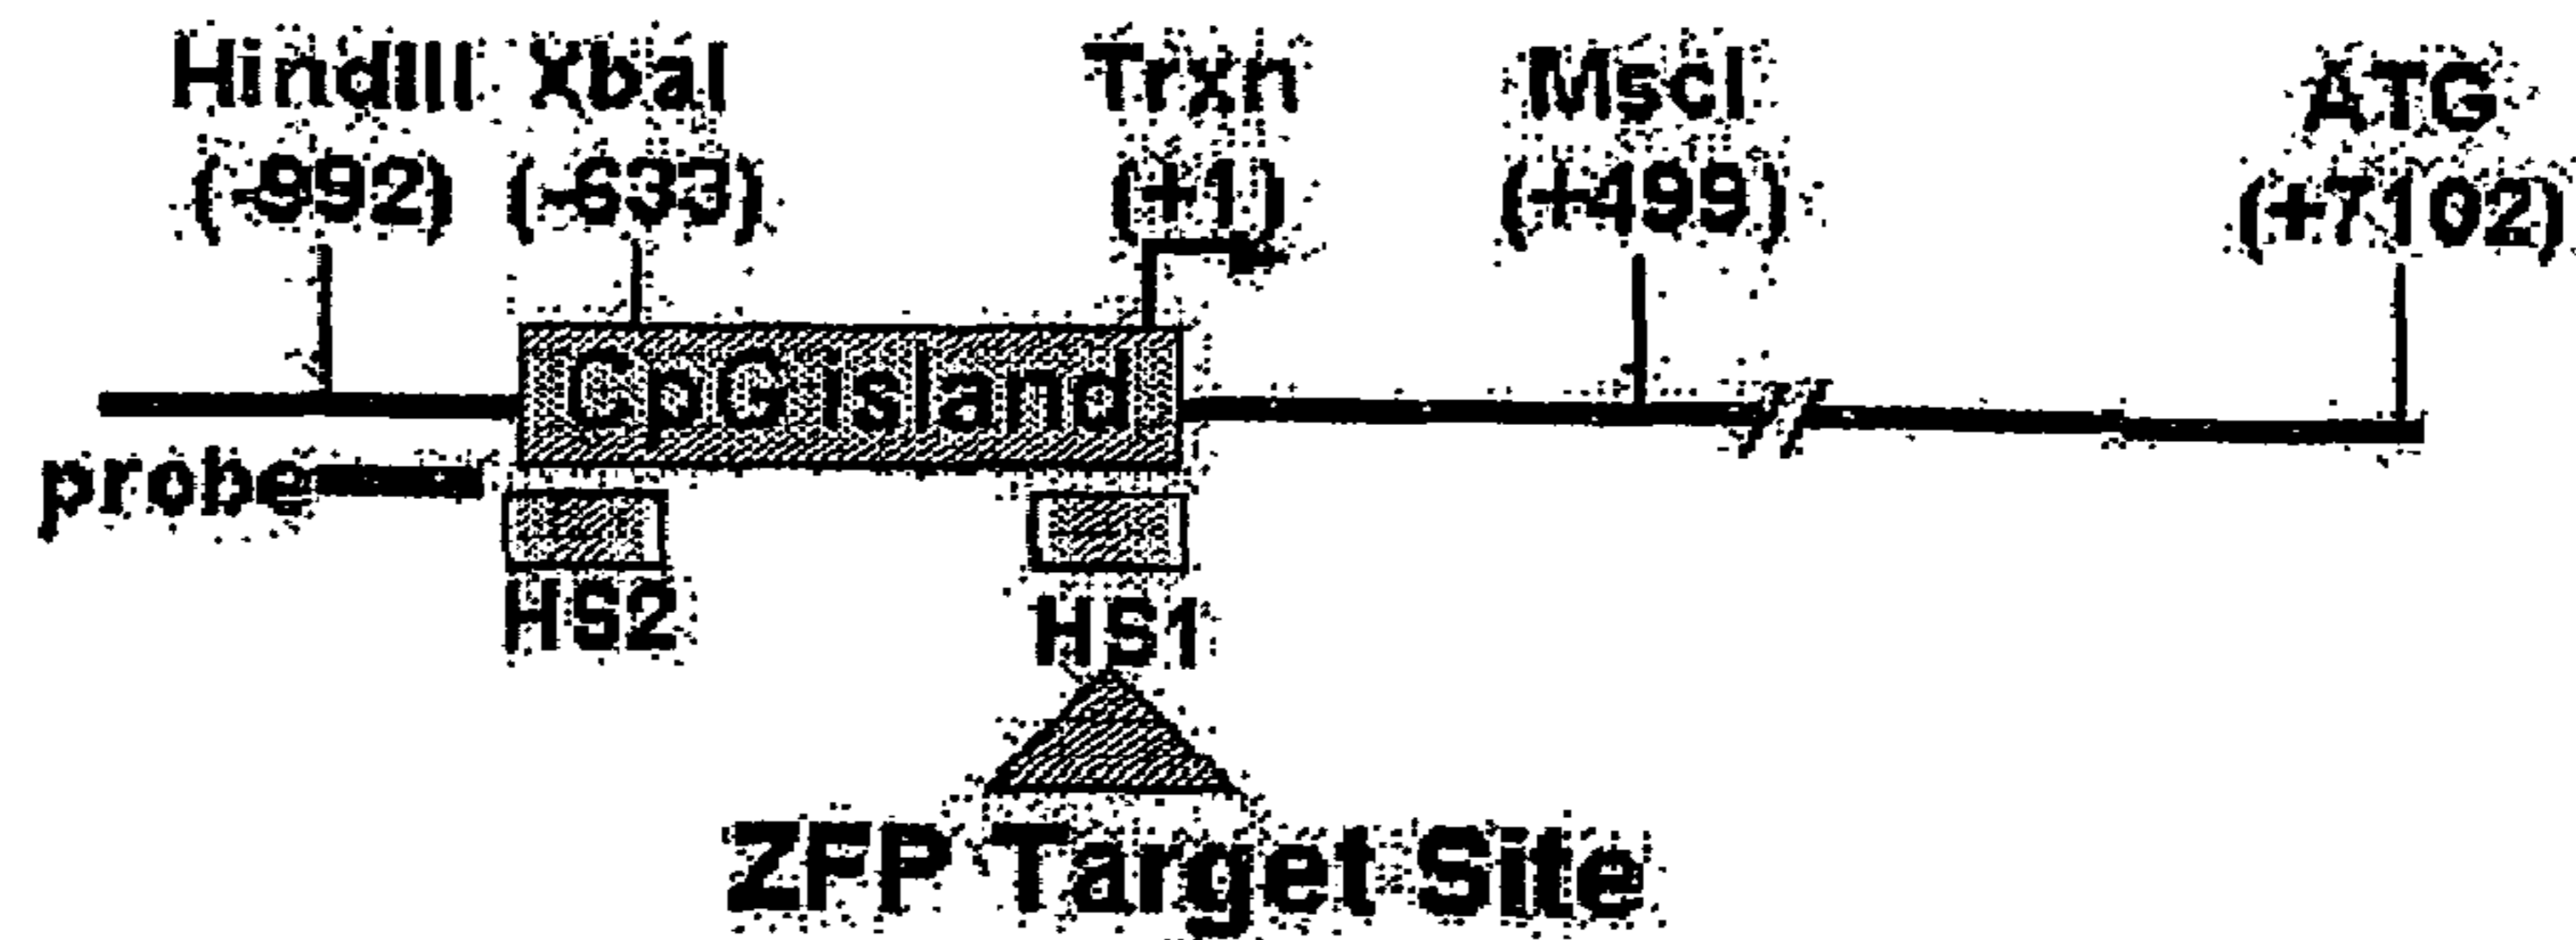 HindIII XbaI Trxn MscI ATG
(-992) (-633) (+1) (+499) (+7102)
CpG island
probe
HS2 HS1
ZFP Target Site